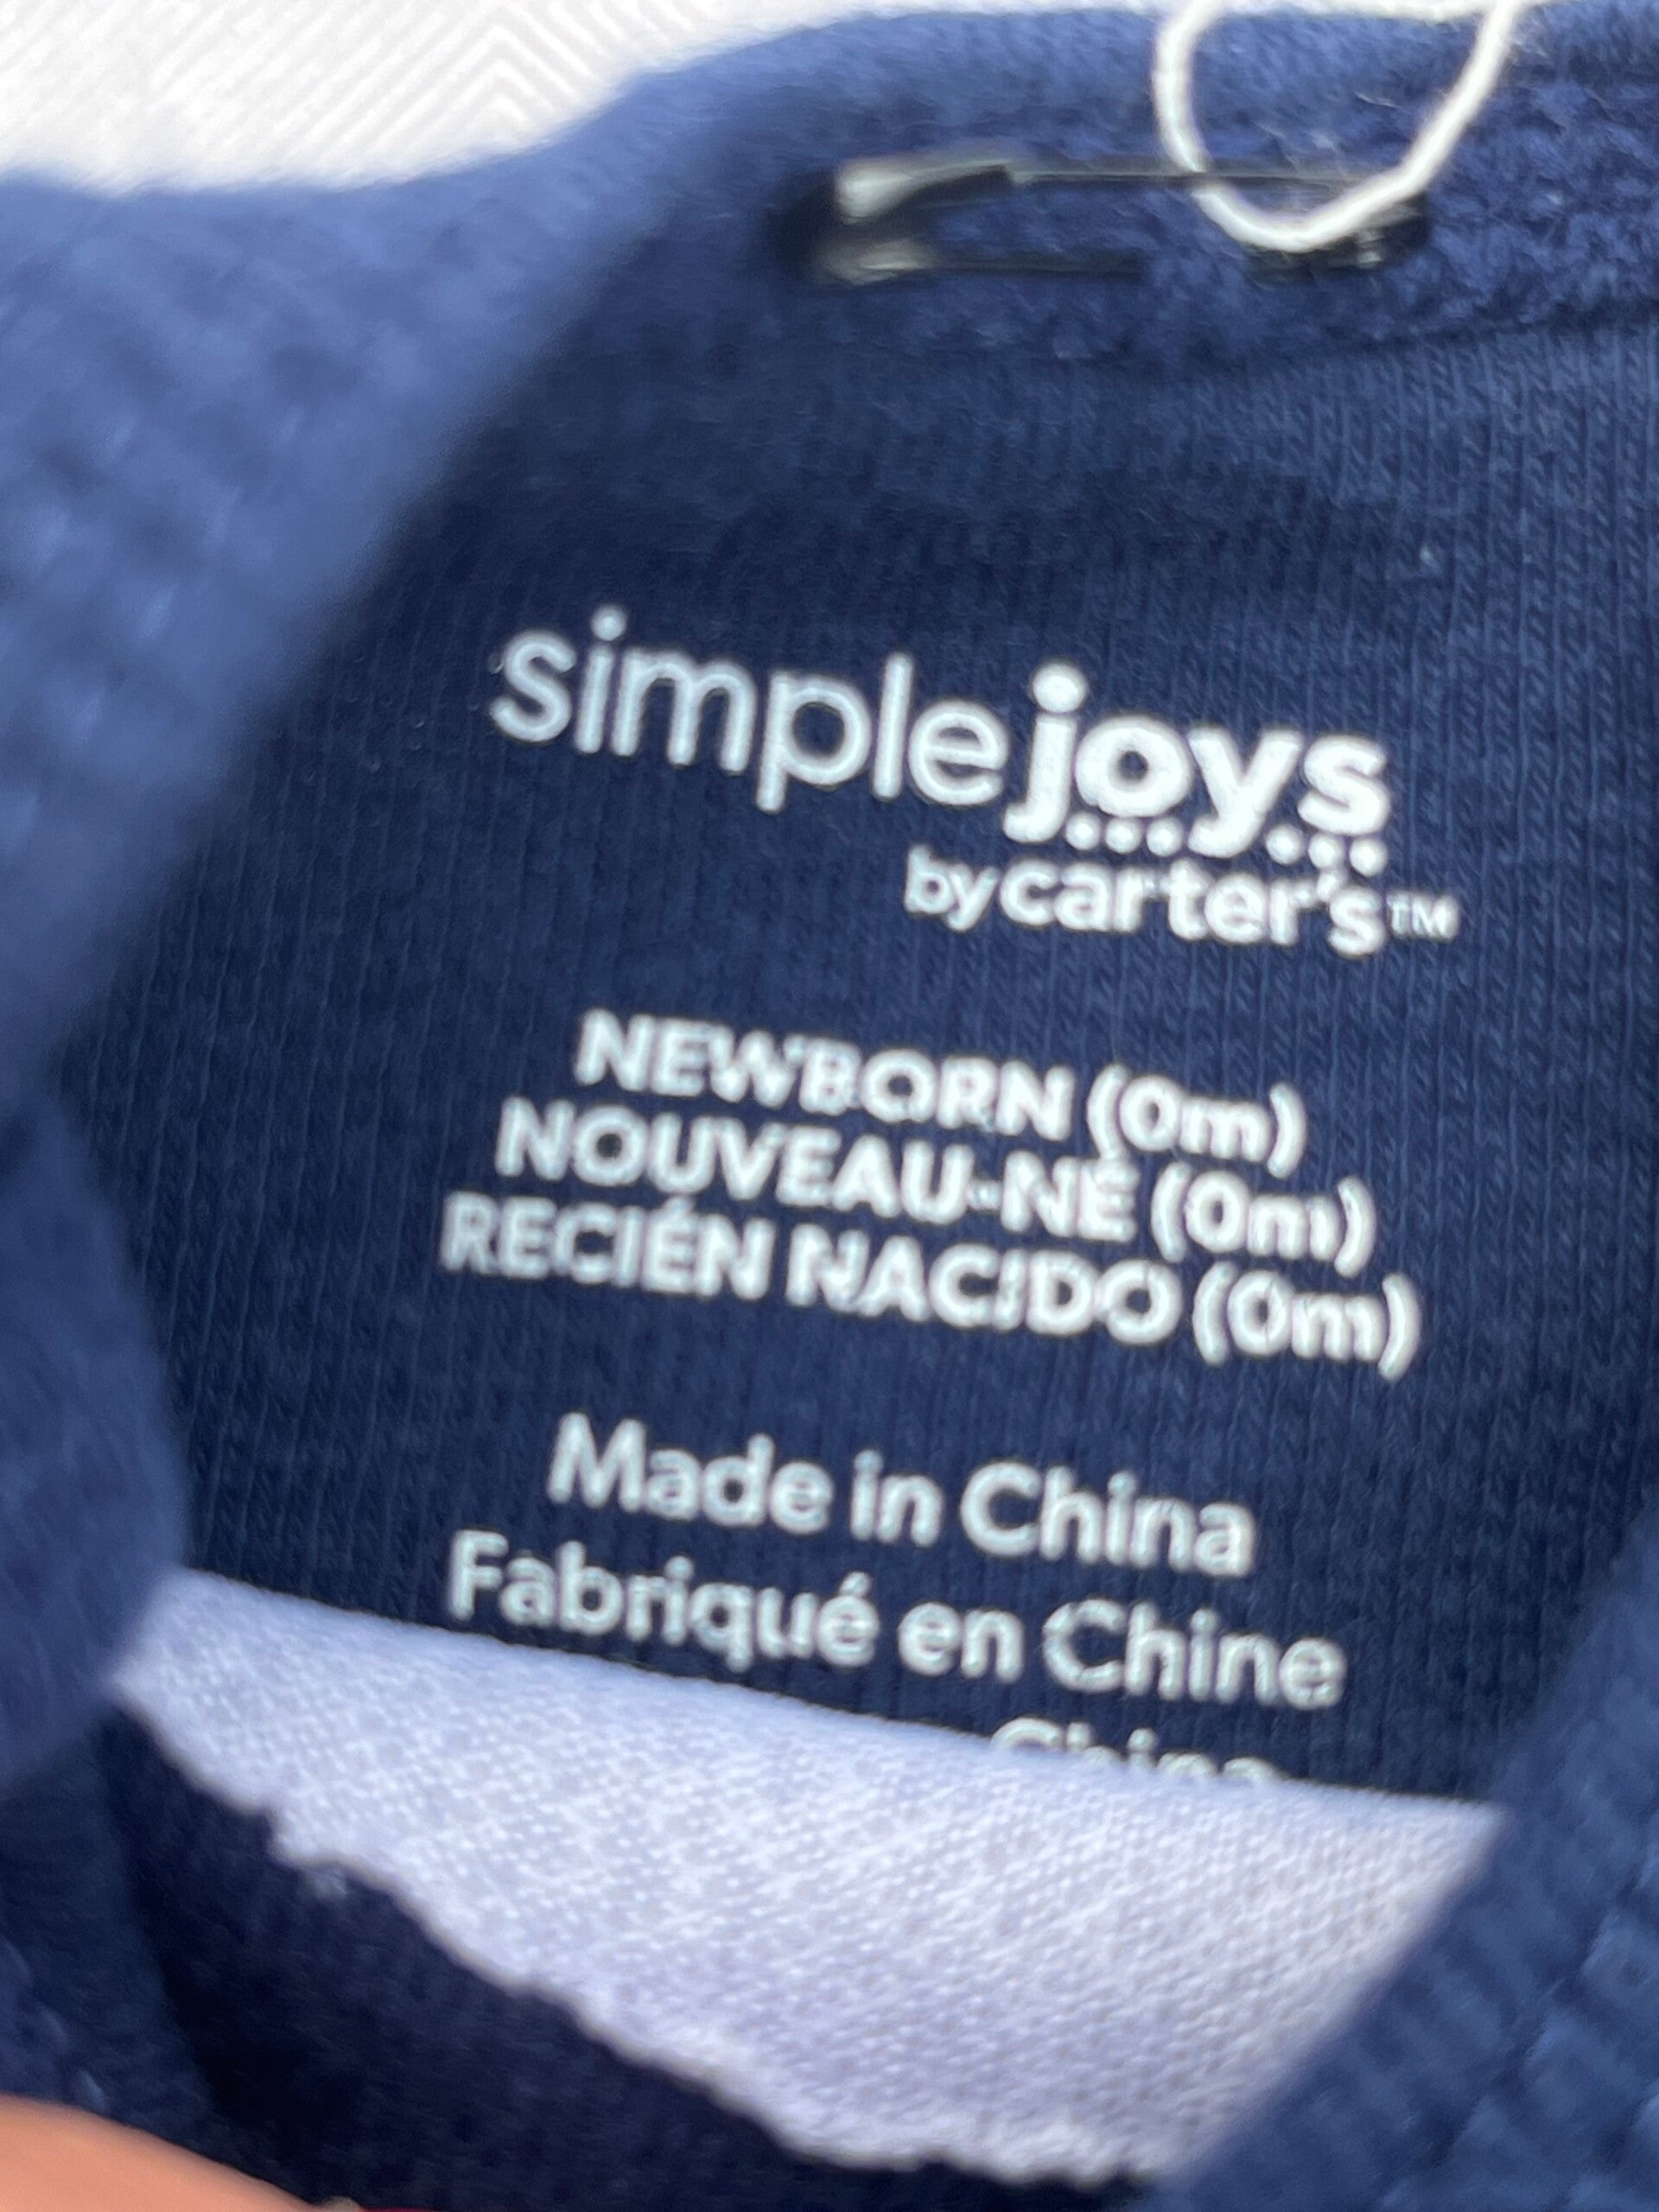 simple joys
by carter's™
NEWBORN (0m)
NOUVEAU-NÉ (0m)
RECIÉN NACIDO (0m)
Made in China
Fabriqué en Chine
China